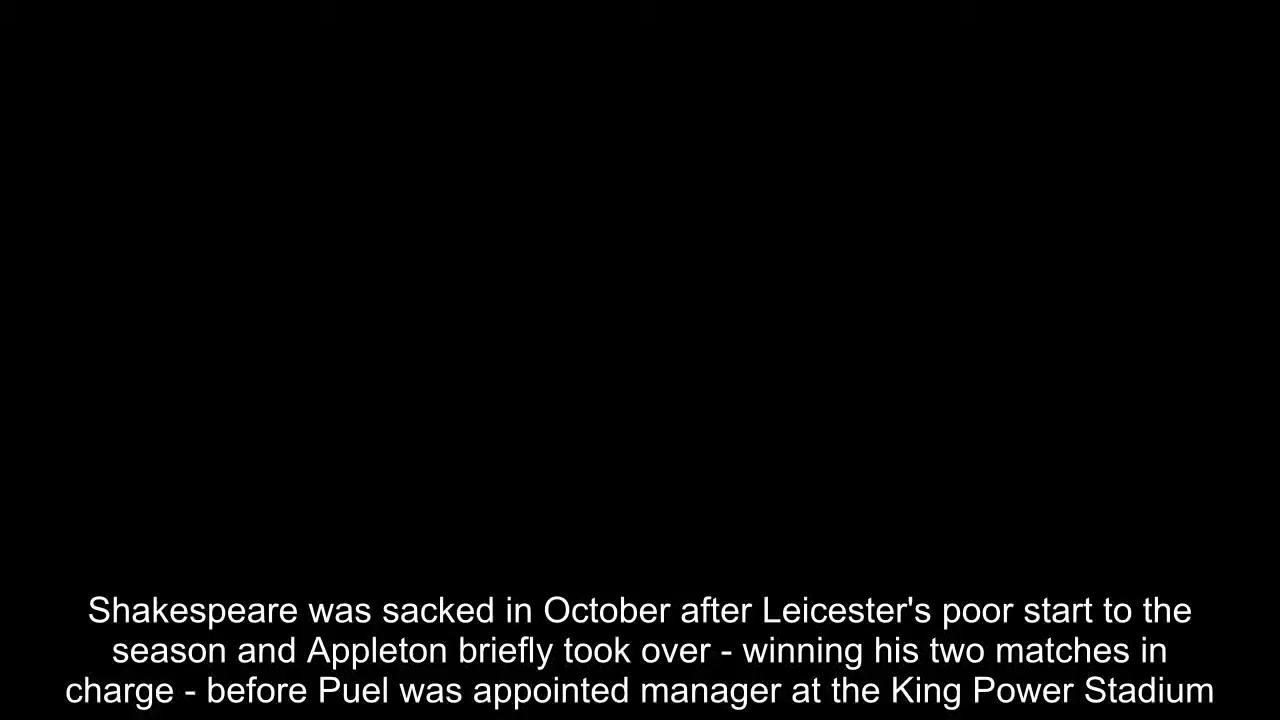 Shakespeare was sacked in October after Leicester's poor start to the
season and Appleton briefly took over - winning his two matches in
charge - before Puel was appointed manager at the King Power Stadium